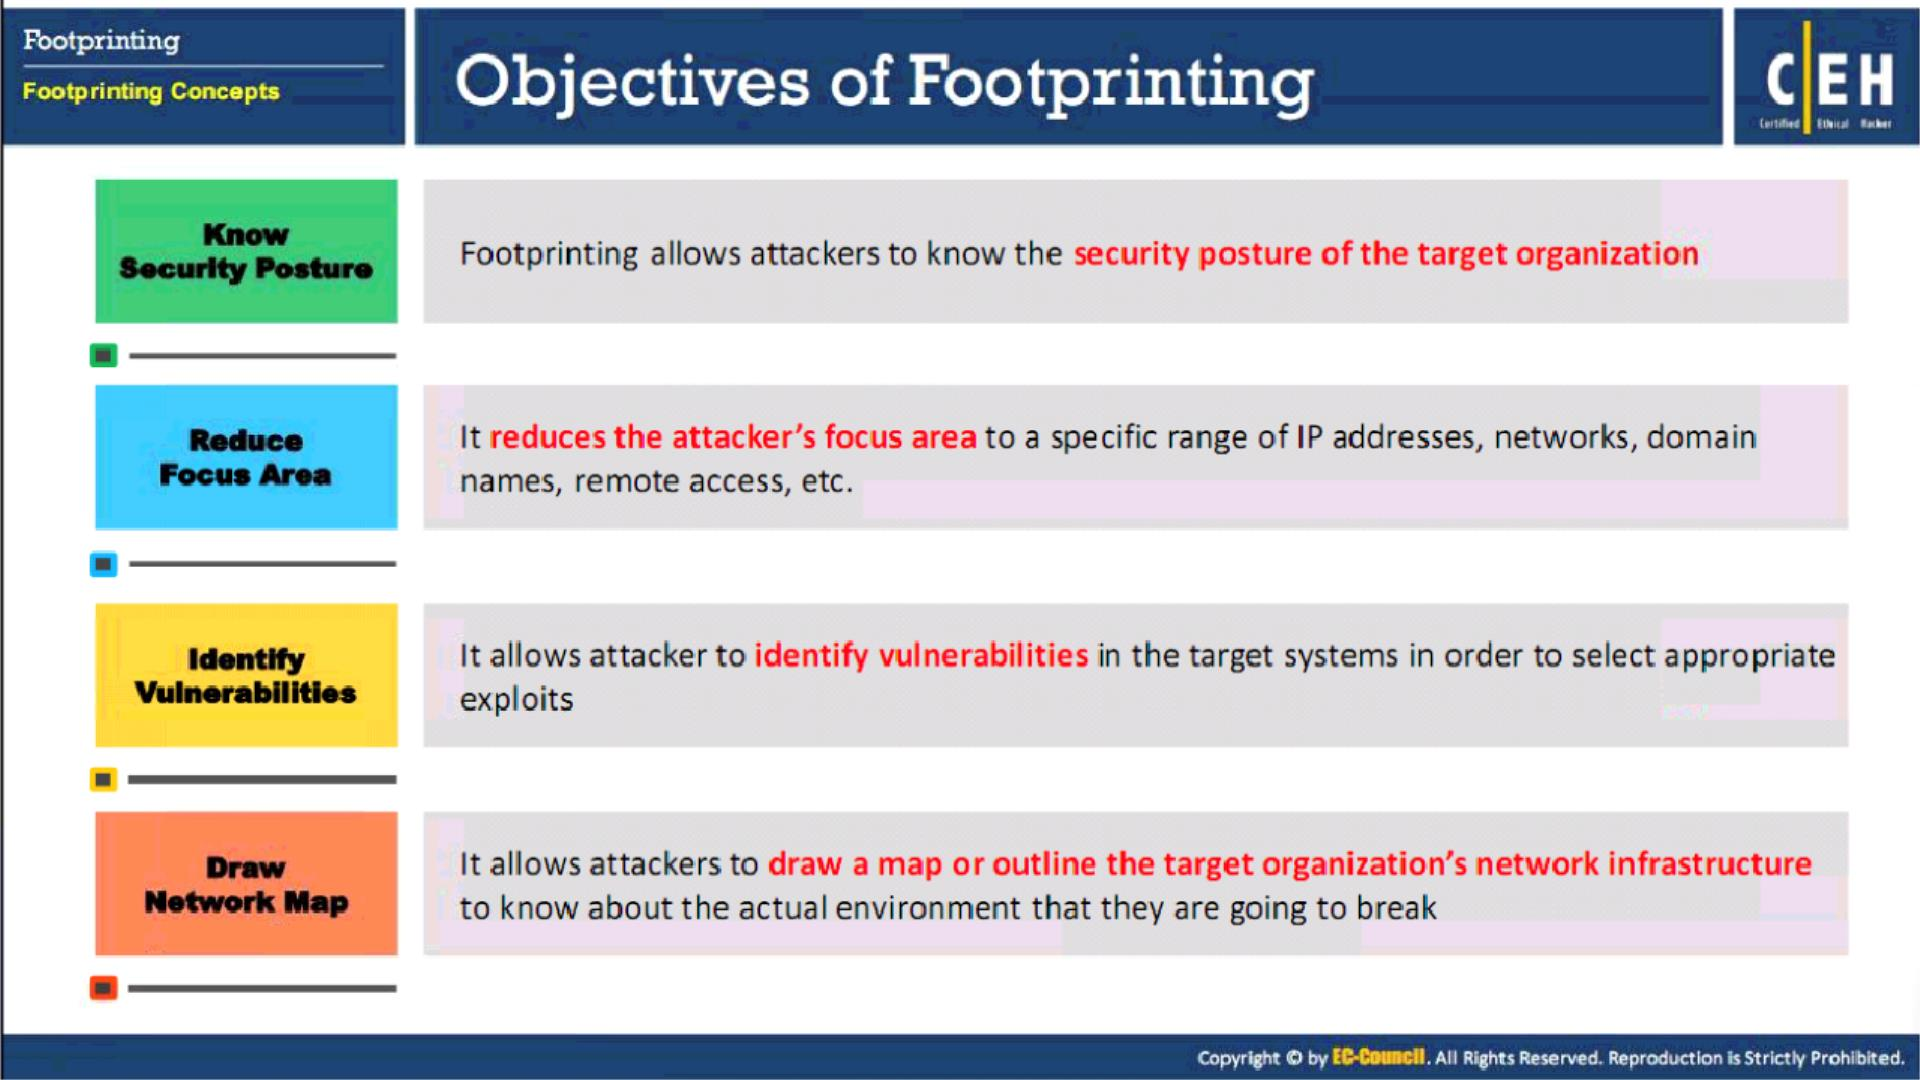 Footprinting
Footprinting Concepts
Objectives of Footprinting
C|EH
Certified Ethical Hacker
Know
Security Posture
Footprinting allows attackers to know the security posture of the target organization
Reduce
Focus Area
It reduces the attacker's focus area to a specific range of IP addresses, networks, domain
names, remote access, etc.
Identify
Vulnerabilities
It allows attacker to identify vulnerabilities in the target systems in order to select appropriate
exploits
Draw
Network Map
It allows attackers to draw a map or outline the target organization's network infrastructure
to know about the actual environment that they are going to break
Copyright © by EC-Council. All Rights Reserved. Reproduction is Strictly Prohibited.